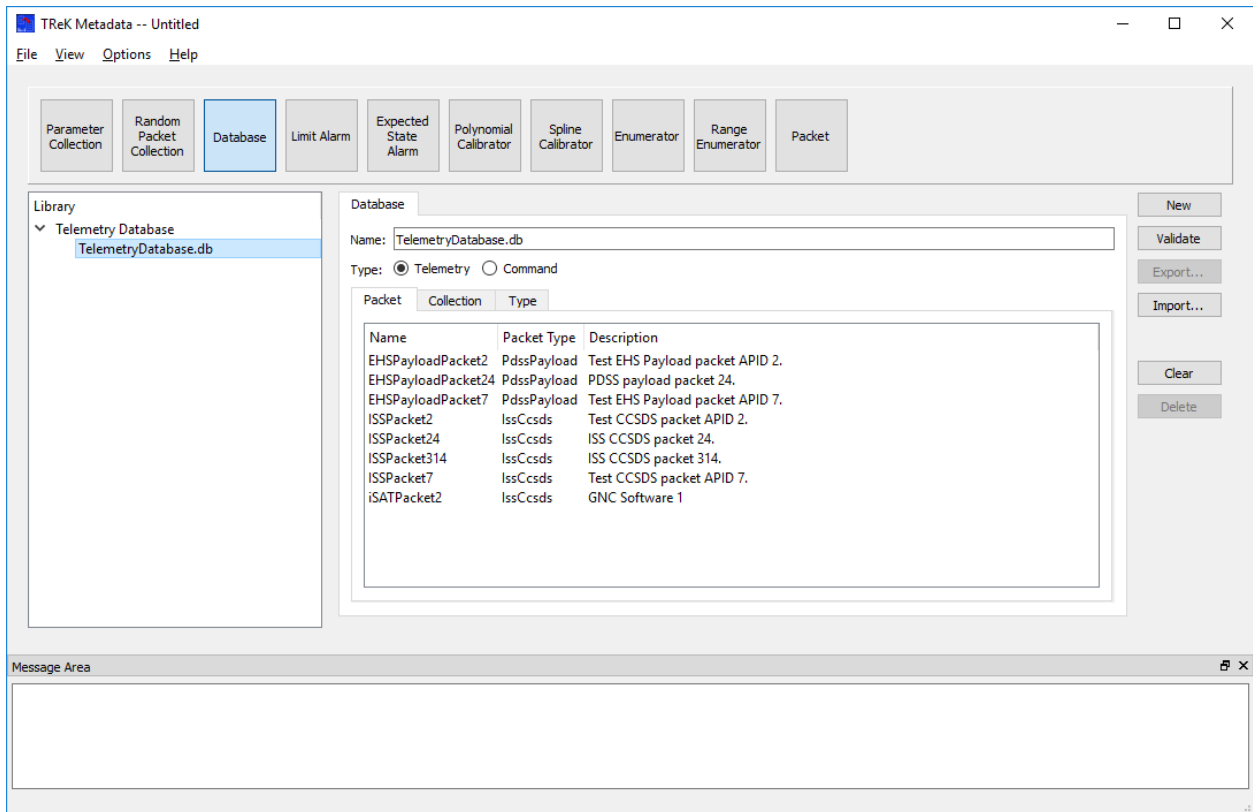 TReK Metadata -- Untitled
File View Options Help
Parameter Collection
Random Packet Collection
Database
Limit Alarm
Expected State Alarm
Polynomial Calibrator
Spline Calibrator
Enumerator
Range Enumerator
Packet
Library
Telemetry Database
TelemetryDatabase.db
Database
Name: TelemetryDatabase.db
Type: Telemetry Command
Packet Collection Type
Name Packet Type Description
EHSPayloadPacket2 PdssPayload Test EHS Payload packet APID 2.
EHSPayloadPacket24 PdssPayload PDSS payload packet 24.
EHSPayloadPacket7 PdssPayload Test EHS Payload packet APID 7.
ISSPacket2 IssCcsds Test CCSDS packet APID 2.
ISSPacket24 IssCcsds ISS CCSDS packet 24.
ISSPacket314 IssCcsds ISS CCSDS packet 314.
ISSPacket7 IssCcsds Test CCSDS packet APID 7.
iSATPacket2 IssCcsds GNC Software 1
New
Validate
Export...
Import...
Clear
Delete
Message Area